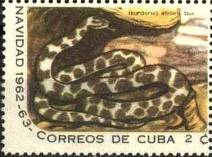 NAVIDAD 1962-63.
CORREOS DE CUBA 2 C